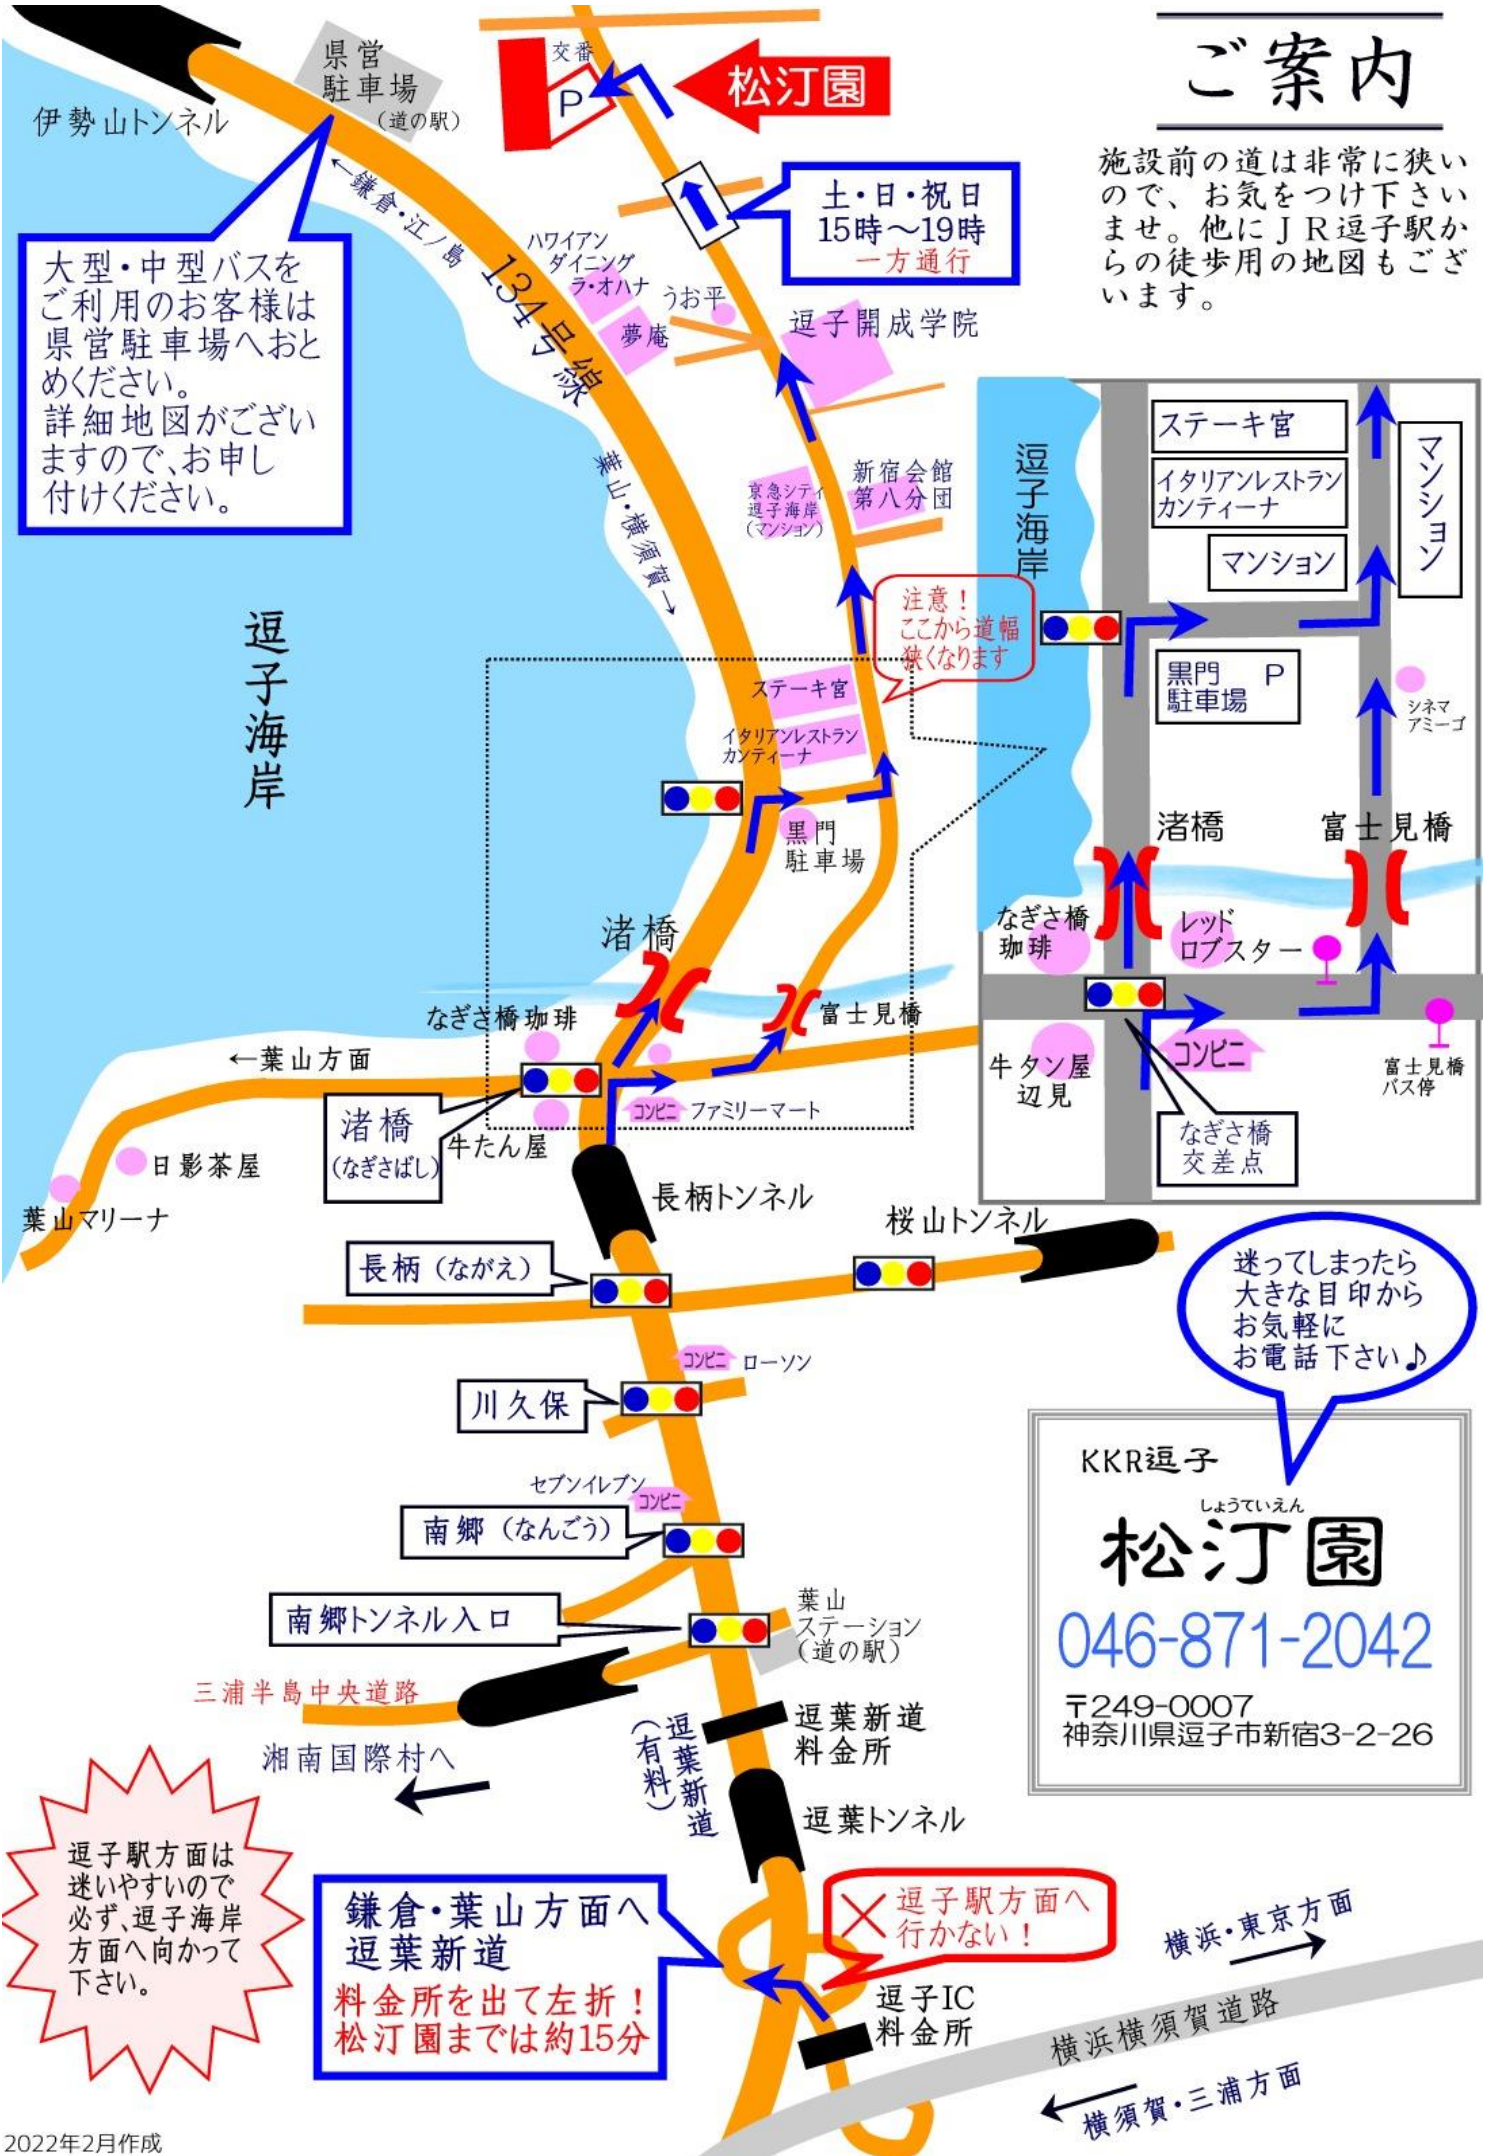 ご案内
施設前の道は非常に狭い
ので、お気をつけ下さい
ませ。他にＪＲ逗子駅か
らの徒歩用の地図もござ
います。
県営
駐車場
(道の駅)
伊勢山トンネル
交番
P
松汀園
土・日・祝日
15時～19時
一方通行
←鎌倉・江ノ島
134号線
葉山・横須賀→
大型・中型バスを
ご利用のお客様は
県営駐車場へおと
めください。
詳細地図がござい
ますので、お申し
付けください。
ハワイアン
ダイニング
ラ・オハナ
夢庵
うお平
逗子開成学院
京急シティ
逗子海岸
(マンション)
新宿会館
第八分団
注意！
ここから道幅
狭くなります
逗子海岸
ステーキ宮
イタリアンレストラン
カンティーナ
黒門
駐車場
渚橋
富士見橋
なぎさ橋珈琲
←葉山方面
渚橋
(なぎさばし)
牛たん屋
コンビニ ファミリーマート
日影茶屋
葉山マリーナ
逗子海岸
ステーキ宮
イタリアンレストラン
カンティーナ
マンション
マンション
黒門　P
駐車場
シネマ
アミーゴ
渚橋
富士見橋
なぎさ橋
珈琲
レッド
ロブスター
牛タン屋
辺見
コンビニ
富士見橋
バス停
なぎさ橋
交差点
長柄トンネル
桜山トンネル
長柄（ながえ）
コンビニ ローソン
川久保
セブンイレブン
コンビニ
南郷（なんごう）
南郷トンネル入口
葉山
ステーション
(道の駅)
三浦半島中央道路
湘南国際村へ
逗葉新道
(有料)
逗葉新道
料金所
逗葉トンネル
迷ってしまったら
大きな目印から
お気軽に
お電話下さい♪
KKR逗子
しょうていえん
松汀園
046-871-2042
〒249-0007
神奈川県逗子市新宿3-2-26
逗子駅方面は
迷いやすいので
必ず、逗子海岸
方面へ向かって
下さい。
鎌倉・葉山方面へ
逗葉新道
料金所を出て左折！
松汀園までは約15分
逗子駅方面へ
行かない！
逗子IC
料金所
横浜・東京方面
横浜横須賀道路
横須賀・三浦方面
2022年2月作成